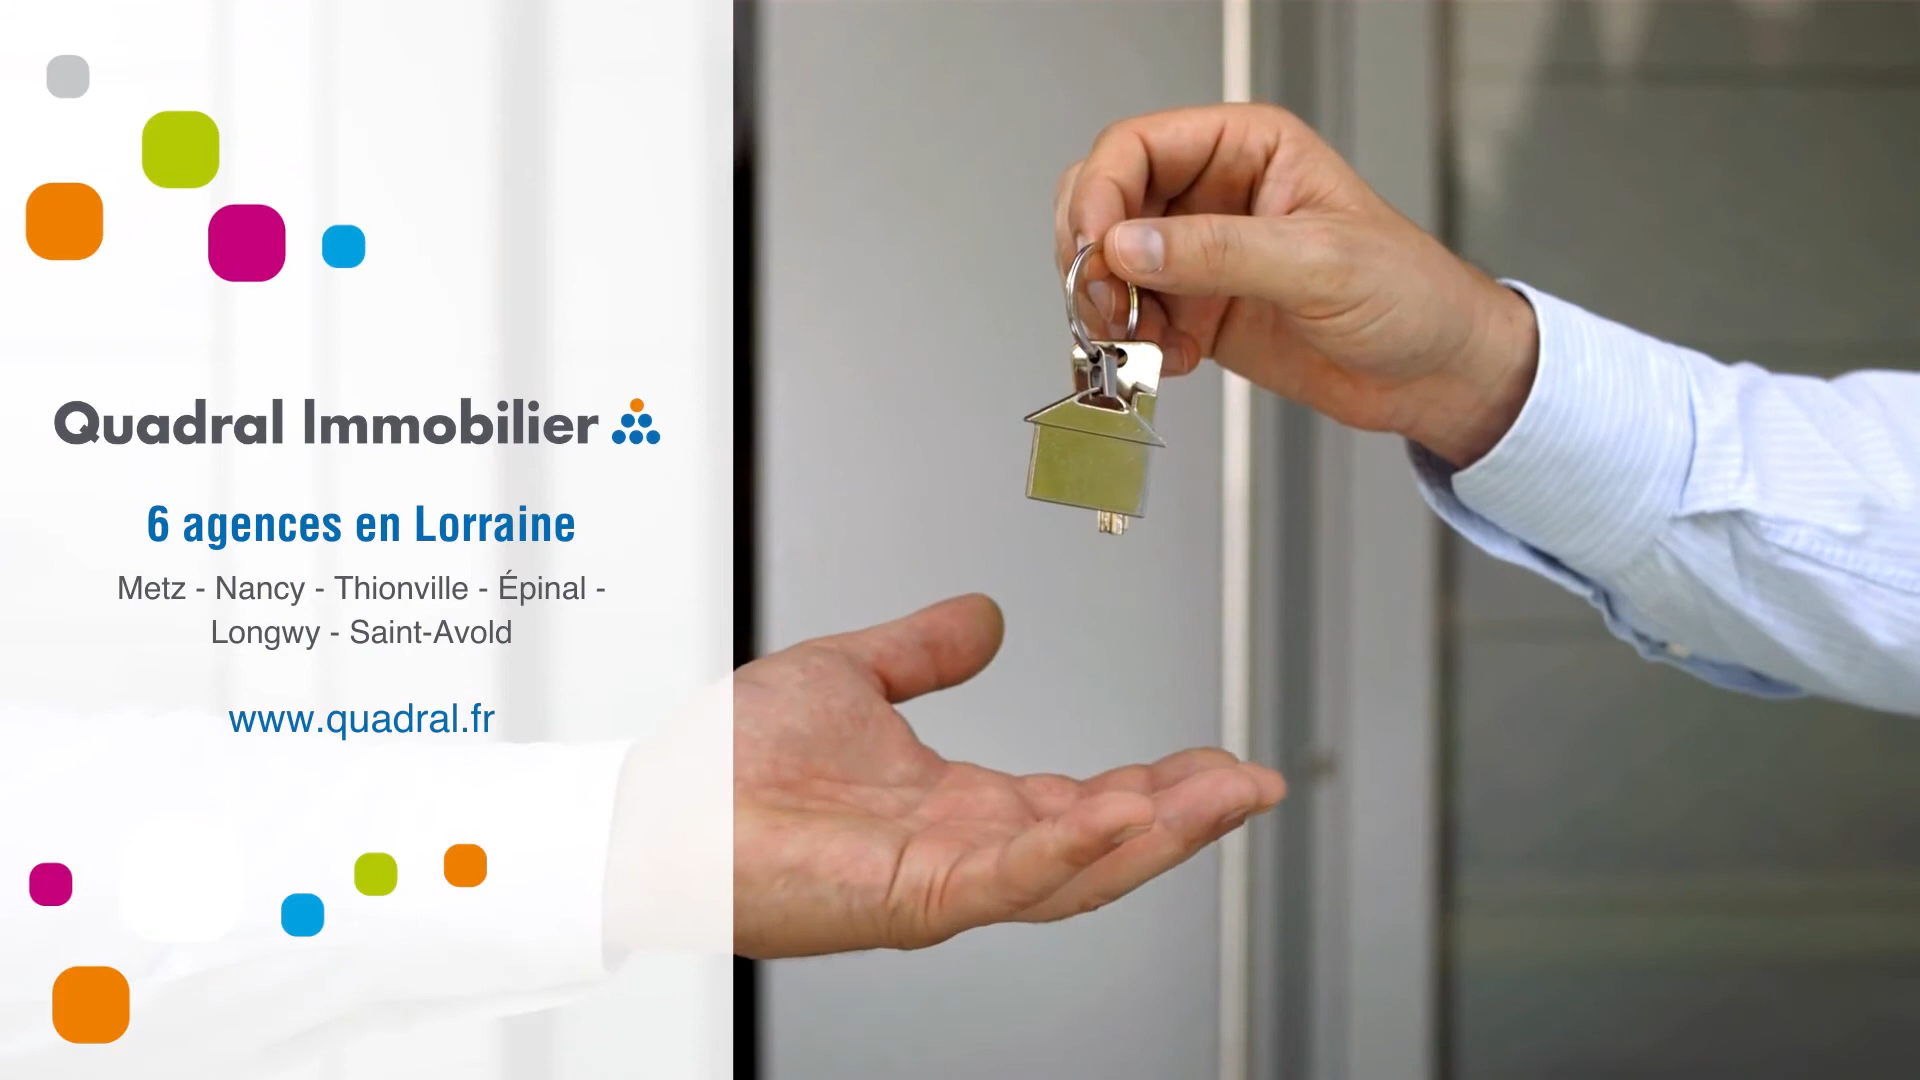 Quadral Immobilier
6 agences en Lorraine
Metz - Nancy - Thionville - Épinal -
Longwy - Saint-Avold
www.quadral.fr